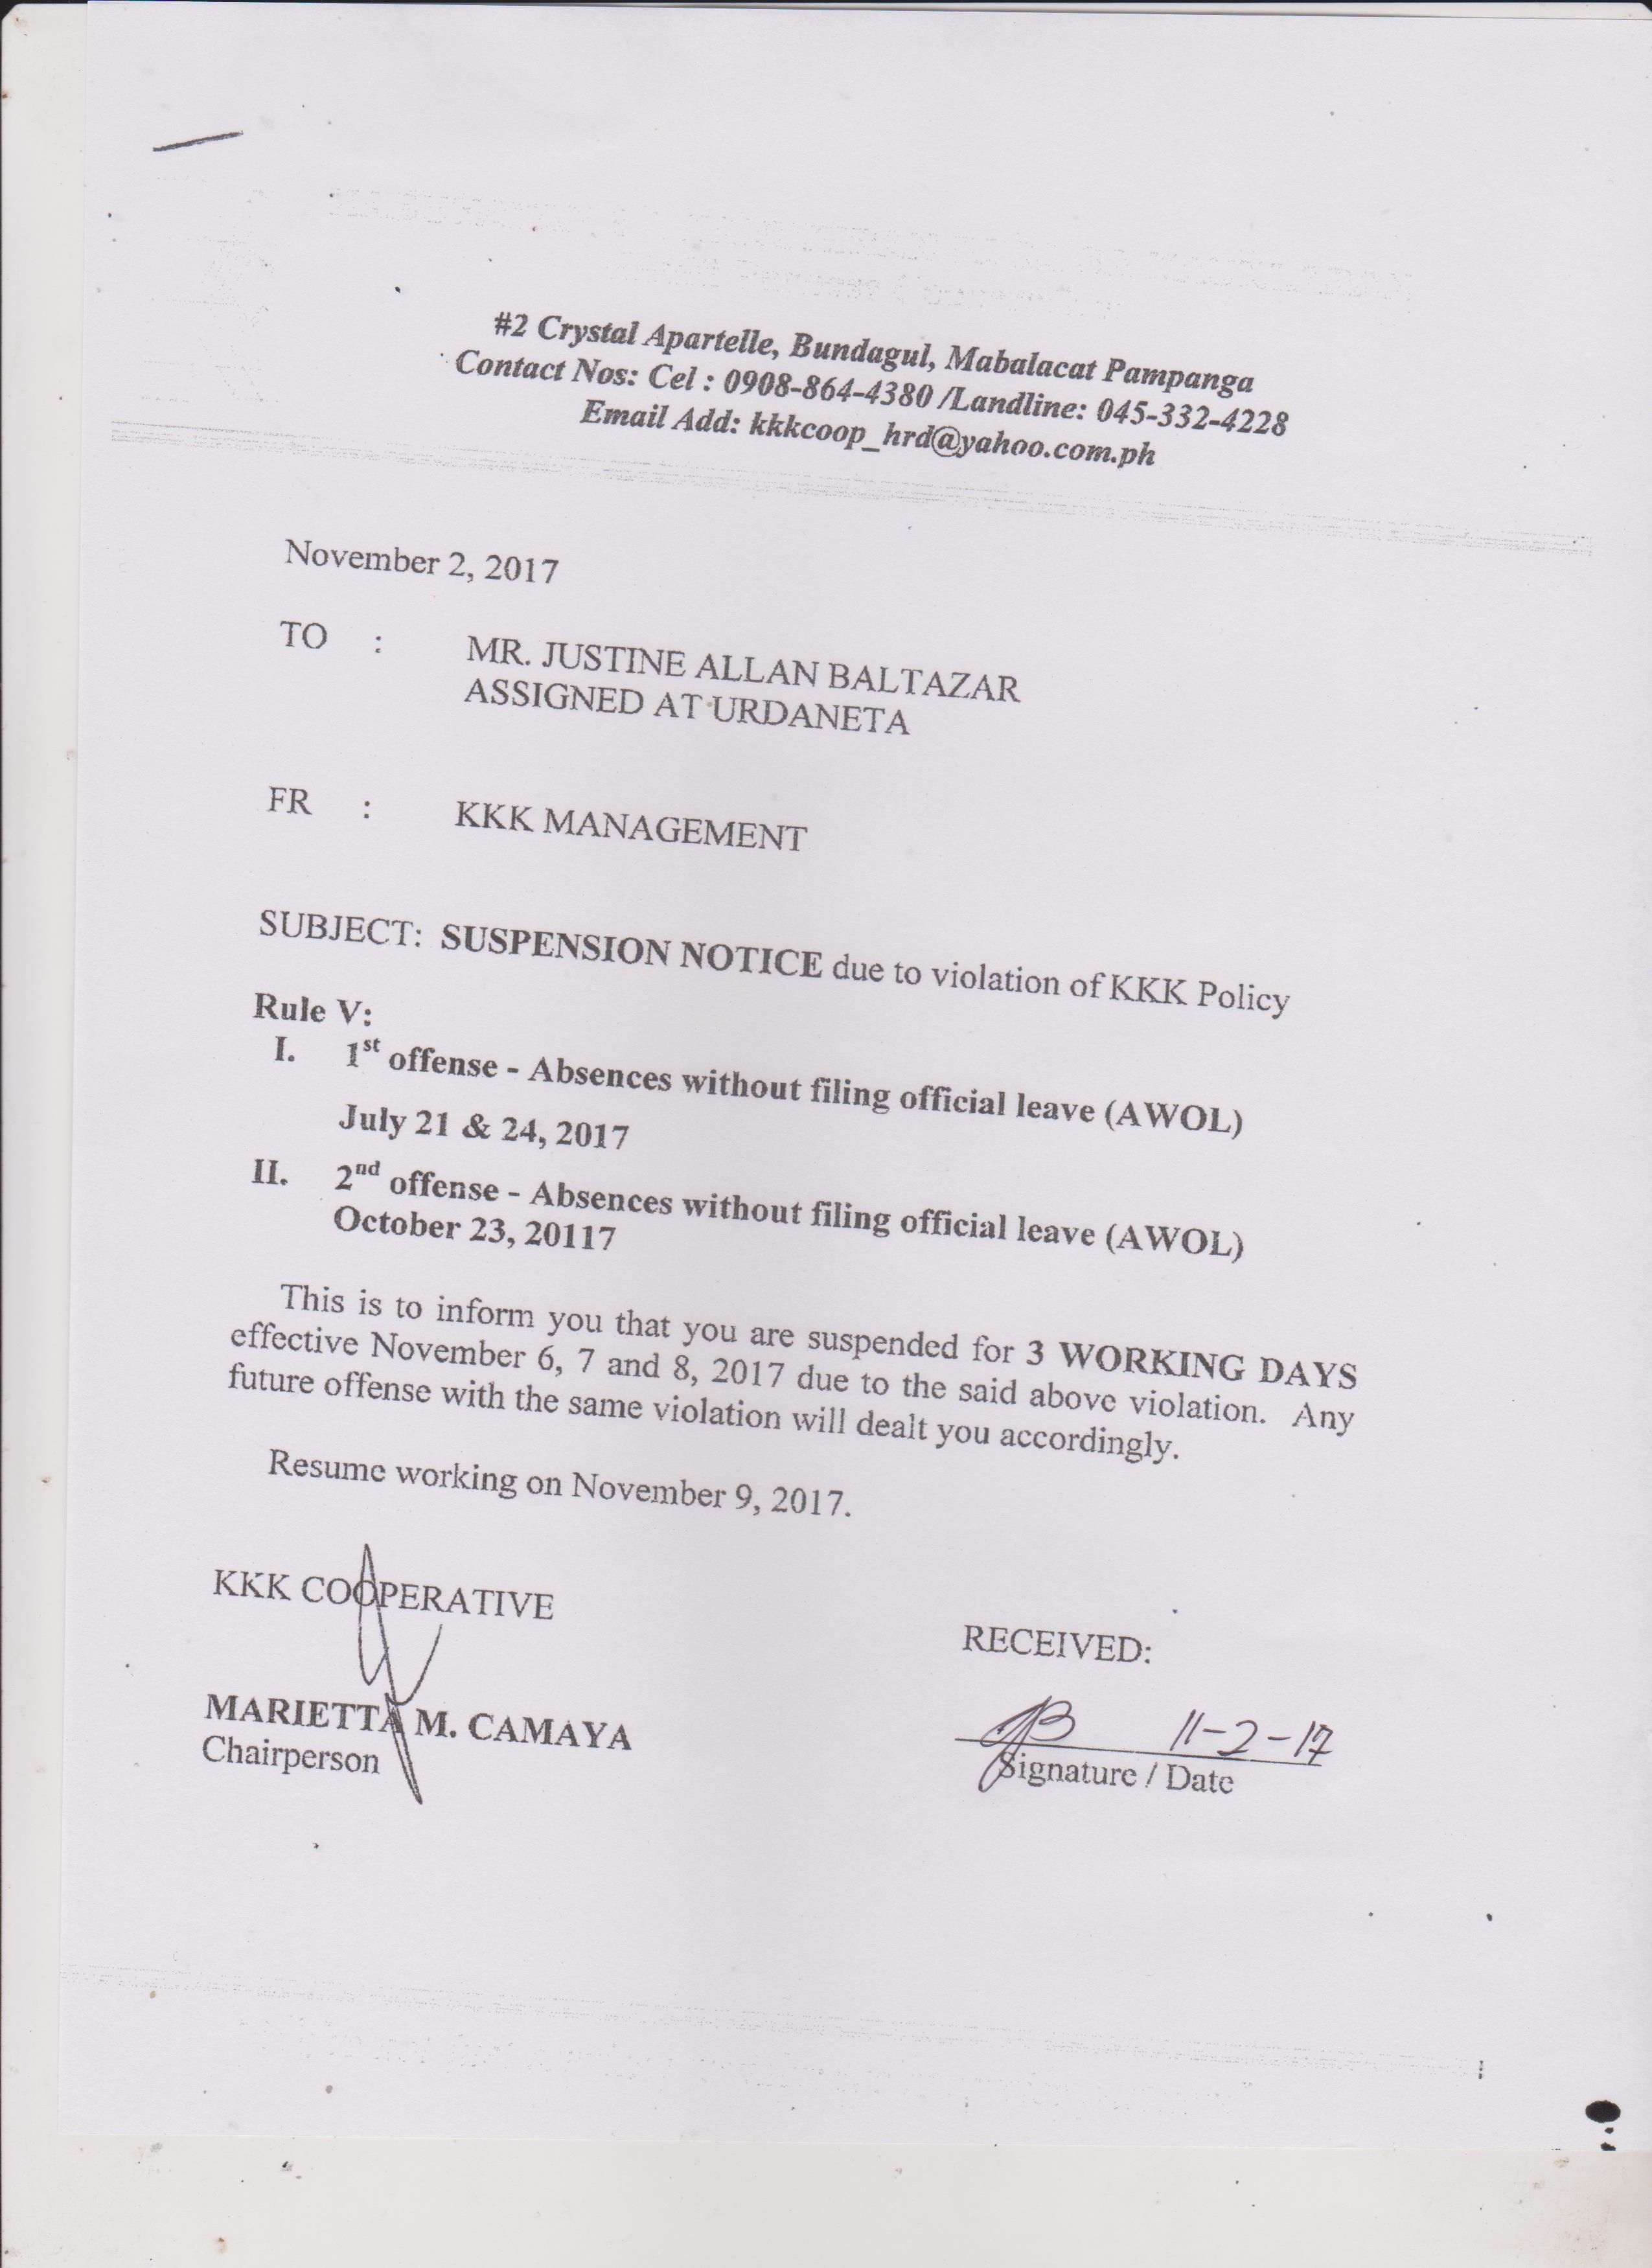 #2 Crystal Apartelle, Bundagul, Mabalacat Pampanga
Contact Nos: Cel : 0908-864-4380 /Landline: 045-332-4228
Email Add: kkkcoop_hrd@yahoo.com.ph
November 2, 2017
TO : MR. JUSTINE ALLAN BALTAZAR
ASSIGNED AT URDANETA
FR : KKK MANAGEMENT
SUBJECT: SUSPENSION NOTICE due to violation of KKK Policy
Rule V:
I. 1st offense - Absences without filing official leave (AWOL)
July 21 & 24, 2017
II. 2nd offense - Absences without filing official leave (AWOL)
October 23, 20117
This is to inform you that you are suspended for 3 WORKING DAYS
effective November 6, 7 and 8, 2017 due to the said above violation. Any
future offense with the same violation will dealt you accordingly.
Resume working on November 9, 2017.
KKK COOPERATIVE
RECEIVED:
MARIETTA M. CAMAYA
Chairperson
11-2-17
Signature / Date